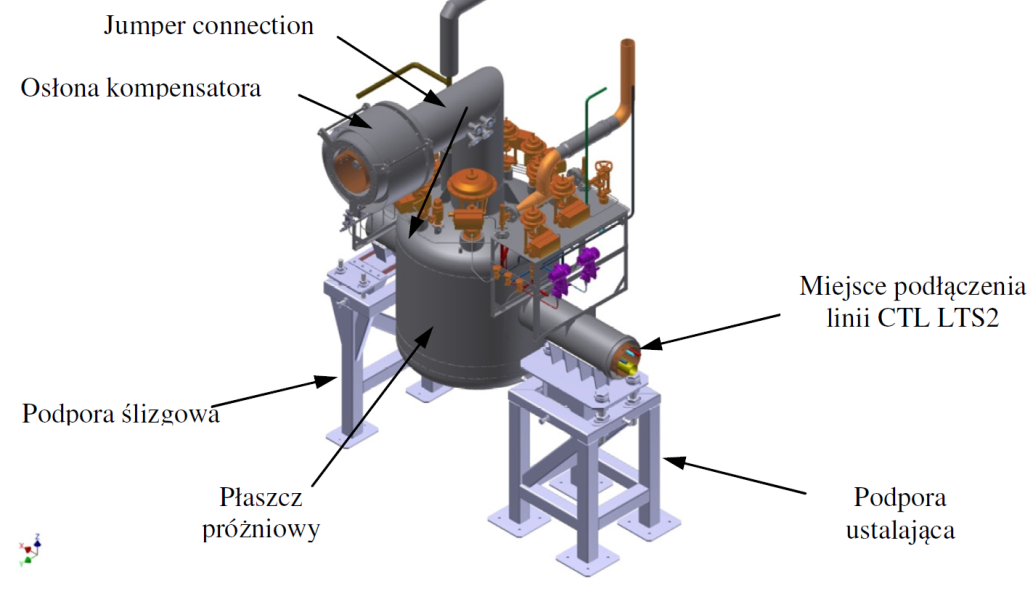 Jumper connection
Osłona kompensatora
Miejsce podłączenia
linii CTL LTS2
Podpora ślizgowa
Płaszcz
próżniowy
Podpora
ustalająca
X
Y
Z